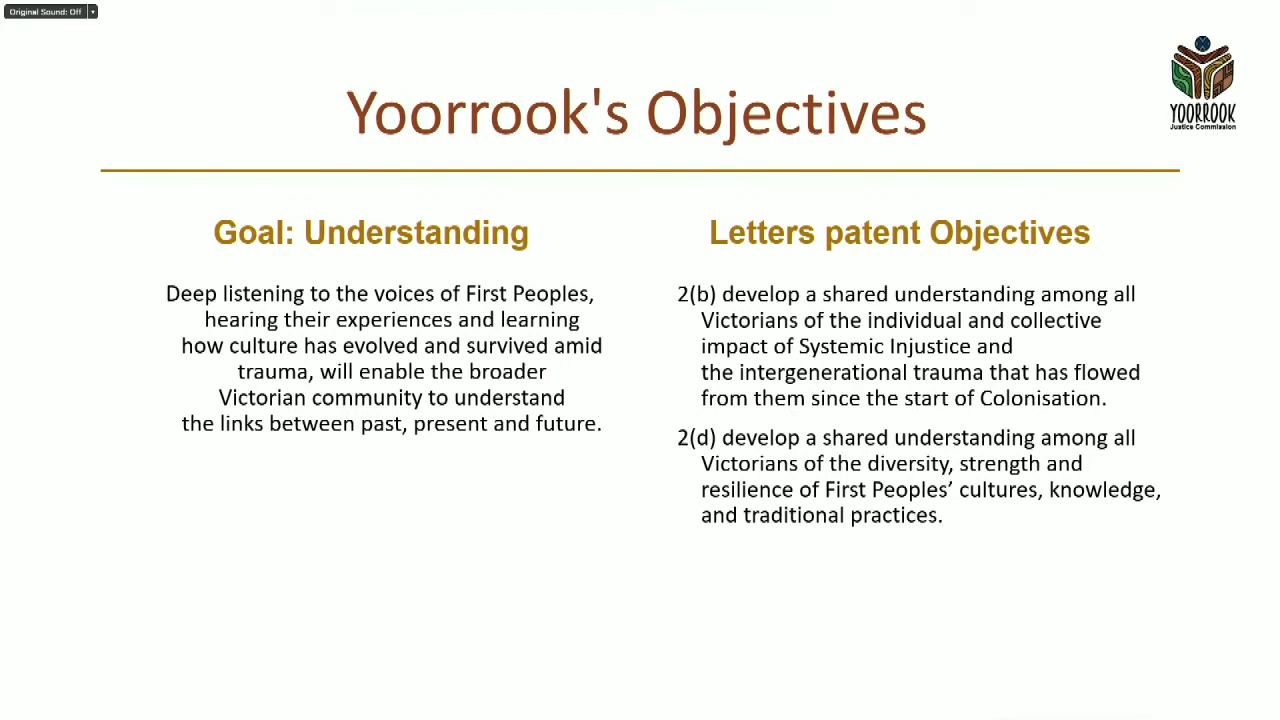 Original Sound: Off
YOORROOK
Justice Commission
Yoorrook's Objectives
Goal: Understanding
Deep listening to the voices of First Peoples,
hearing their experiences and learning
how culture has evolved and survived amid
trauma, will enable the broader
Victorian community to understand
the links between past, present and future.
Letters patent Objectives
2(b) develop a shared understanding among all
Victorians of the individual and collective
impact of Systemic Injustice and
the intergenerational trauma that has flowed
from them since the start of Colonisation.
2(d) develop a shared understanding among all
Victorians of the diversity, strength and
resilience of First Peoples’ cultures, knowledge,
and traditional practices.